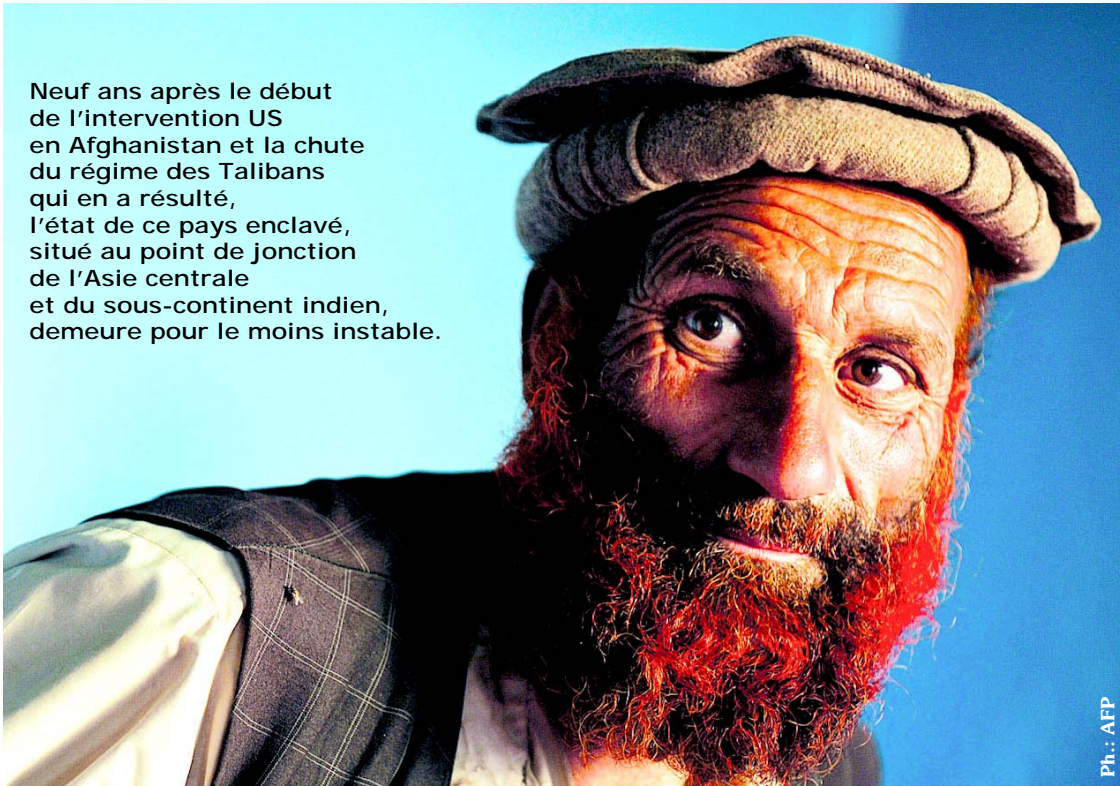 Neuf ans après le début
de l'intervention US
en Afghanistan et la chute
du régime des Talibans
qui en a résulté,
l'état de ce pays enclavé,
situé au point de jonction
de l'Asie centrale
et du sous-continent indien,
demeure pour le moins instable.
Ph.: AFP